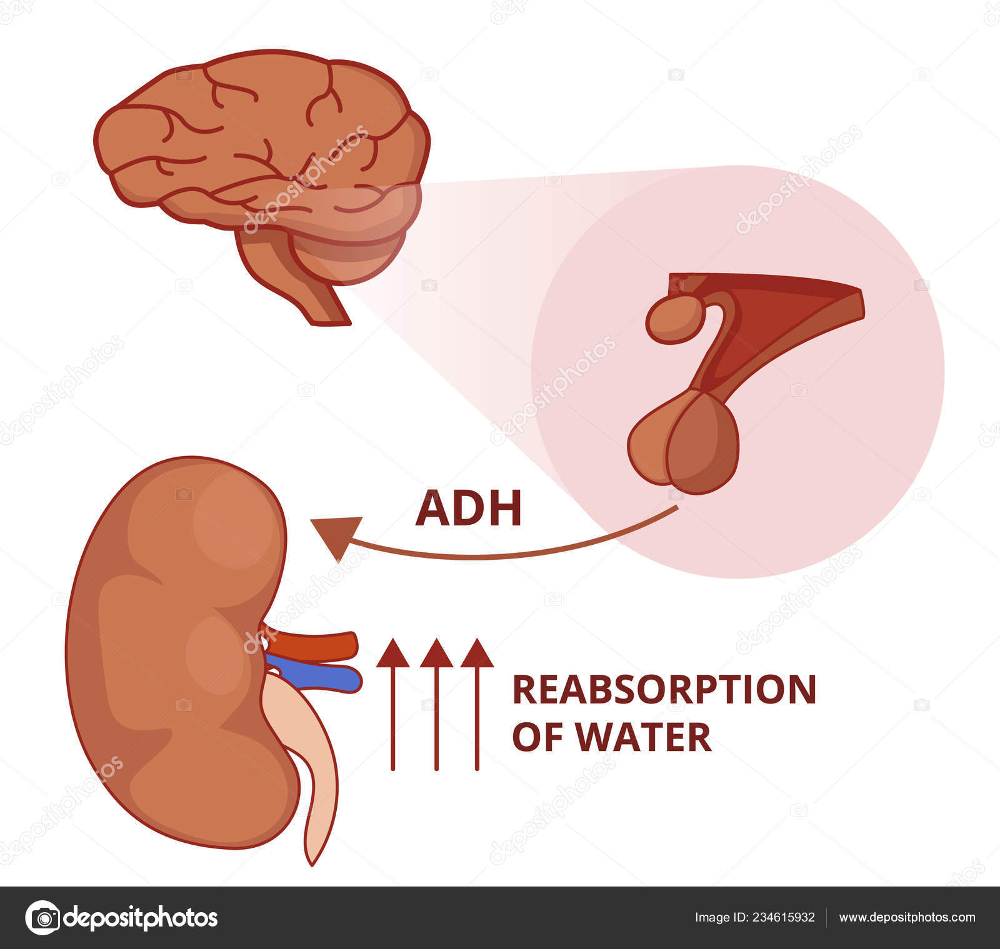 ADH
REABSORPTION
OF WATER
depositphotos
Image ID: 234615932
www.depositphotos.com